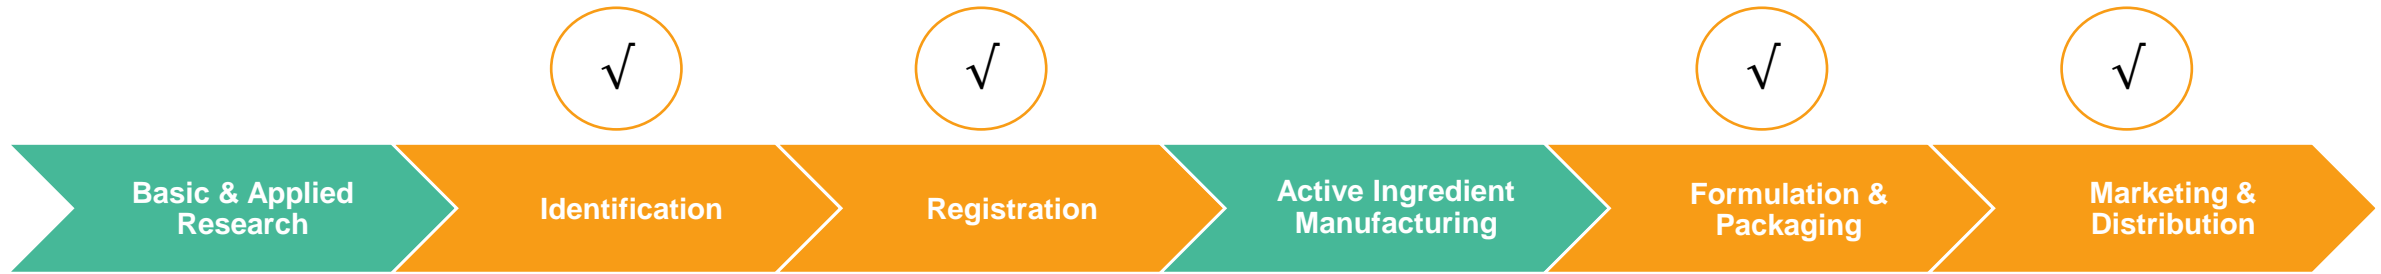 √
√
√
√
Basic & Applied
Research
Identification
Registration
Active Ingredient
Manufacturing
Formulation &
Packaging
Marketing &
Distribution